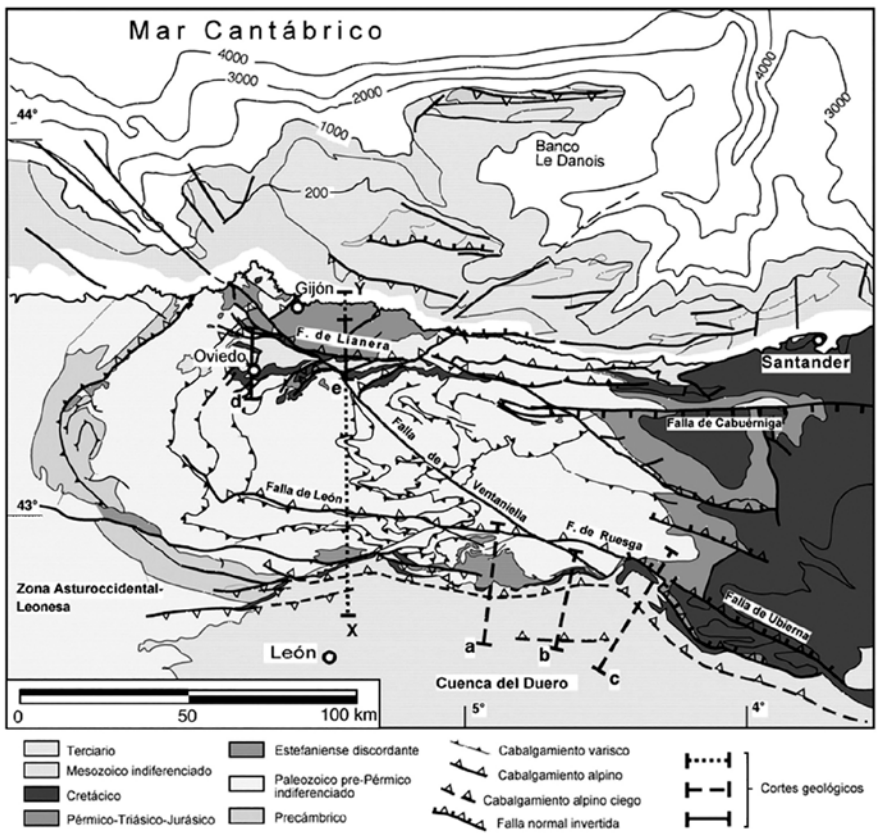 Mar Cantábrico
4000
3000
2000
4000
3000
44°
1000
Banco
Le Danois
200
Gijón
Y
F. de Llanera
Oviedo
Santander
d
e
Falla de Cabuérniga
Falla de Ventaniella
Falla de León
43°
F. de Ruesga
Zona Asturoccidental-
Leonesa
Falla de Ubierna
X
León
a
b
c
Cuenca del Duero
0 50 100 km
5°
4°
Terciario
Mesozoico indiferenciado
Cretácico
Pérmico-Triásico-Jurásico
Estefaniense discordante
Paleozoico pre-Pérmico
indiferenciado
Precámbrico
Cabalgamiento varisco
Cabalgamiento alpino
Cabalgamiento alpino ciego
Falla normal invertida
Cortes geológicos